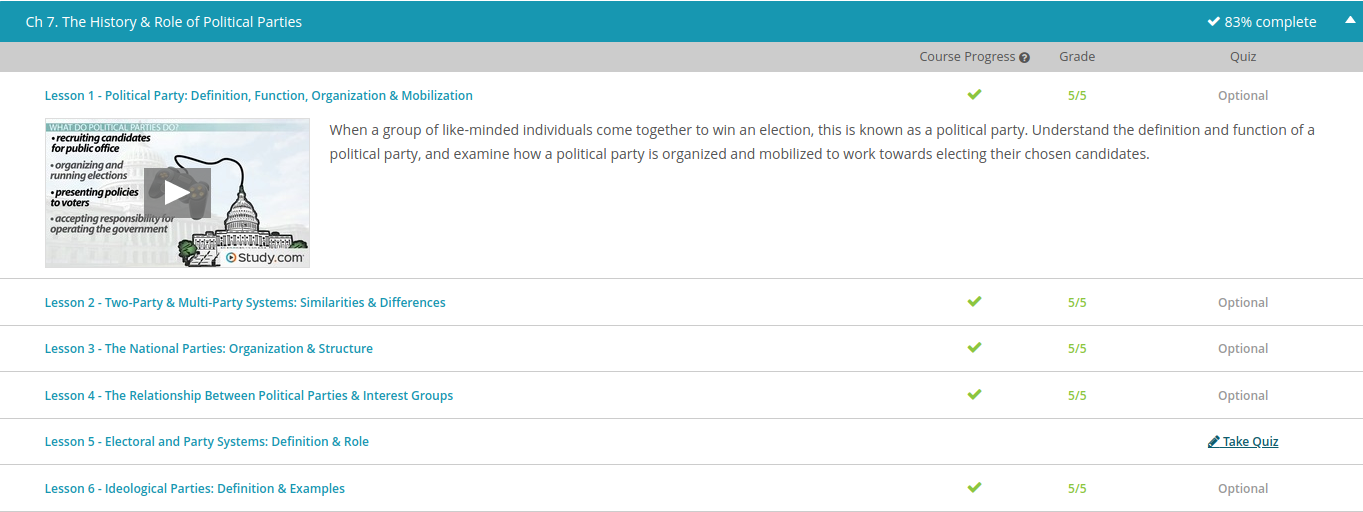 Ch 7. The History & Role of Political Parties
83% complete
Course Progress ?
Grade
Quiz
Lesson 1 - Political Party: Definition, Function, Organization & Mobilization
5/5
Optional
WHAT DO POLITICAL PARTIES DO?
• recruiting candidates
for public office
• organizing and
running elections
• presenting policies
to voters
• accepting responsibility for
operating the government
Study.com
When a group of like-minded individuals come together to win an election, this is known as a political party. Understand the definition and function of a
political party, and examine how a political party is organized and mobilized to work towards electing their chosen candidates.
Lesson 2 - Two-Party & Multi-Party Systems: Similarities & Differences
5/5
Optional
Lesson 3 - The National Parties: Organization & Structure
5/5
Optional
Lesson 4 - The Relationship Between Political Parties & Interest Groups
5/5
Optional
Lesson 5 - Electoral and Party Systems: Definition & Role
Take Quiz
Lesson 6 - Ideological Parties: Definition & Examples
5/5
Optional